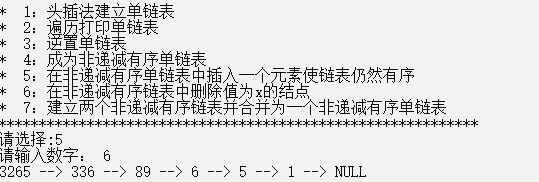 *  1：头插法建立单链表
*  2：遍历打印单链表
*  3：逆置单链表
*  4：成为非递减有序单链表
*  5：在非递减有序单链表中插入一个元素使链表仍然有序
*  6：在非递减有序链表中删除值为x的结点
*  7：建立两个非递减有序链表并合并为一个非递减有序单链表
************************************************************
请选择:5
请输入数字： 6
3265 --> 336 --> 89 --> 6 --> 5 --> 1 --> NULL